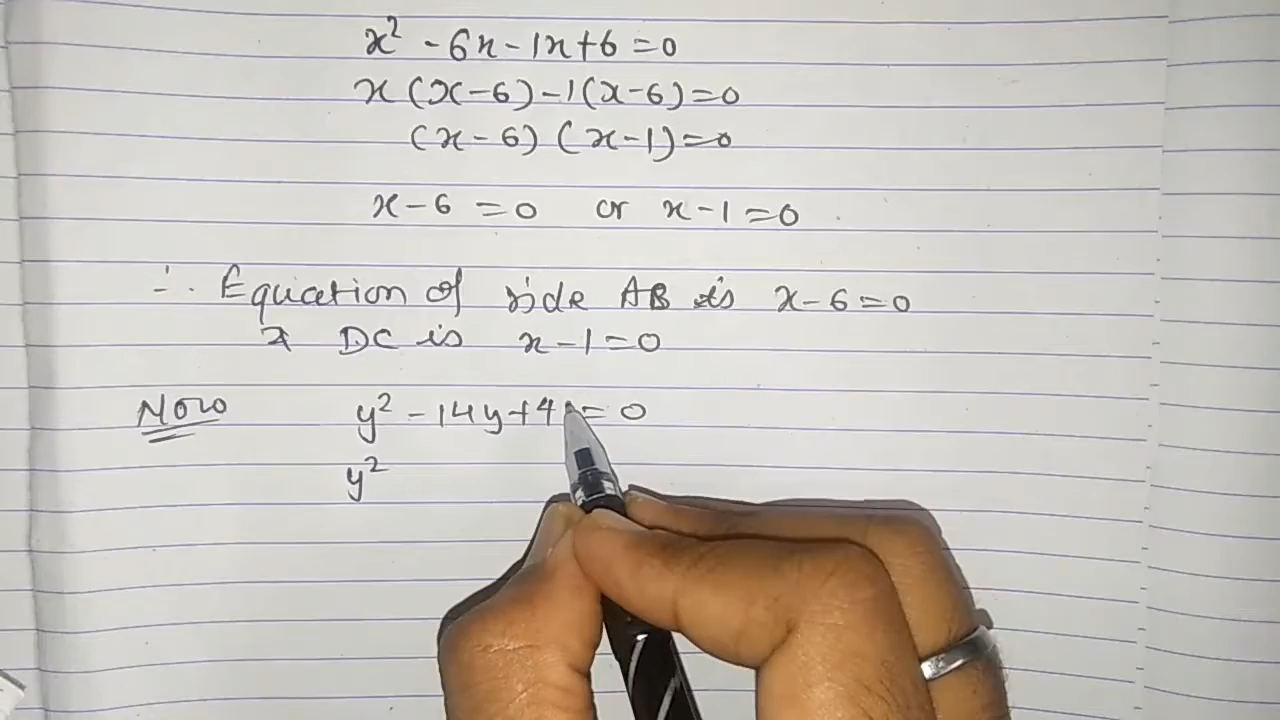 x² - 6x - 1x + 6 = 0
x(x-6) - 1(x-6) = 0
(x-6) (x-1) = 0
x-6 = 0 or x-1 = 0
∴ Equation of side AB is x-6=0
& DC is x-1=0
Now y² - 14y + 4 = 0
y²